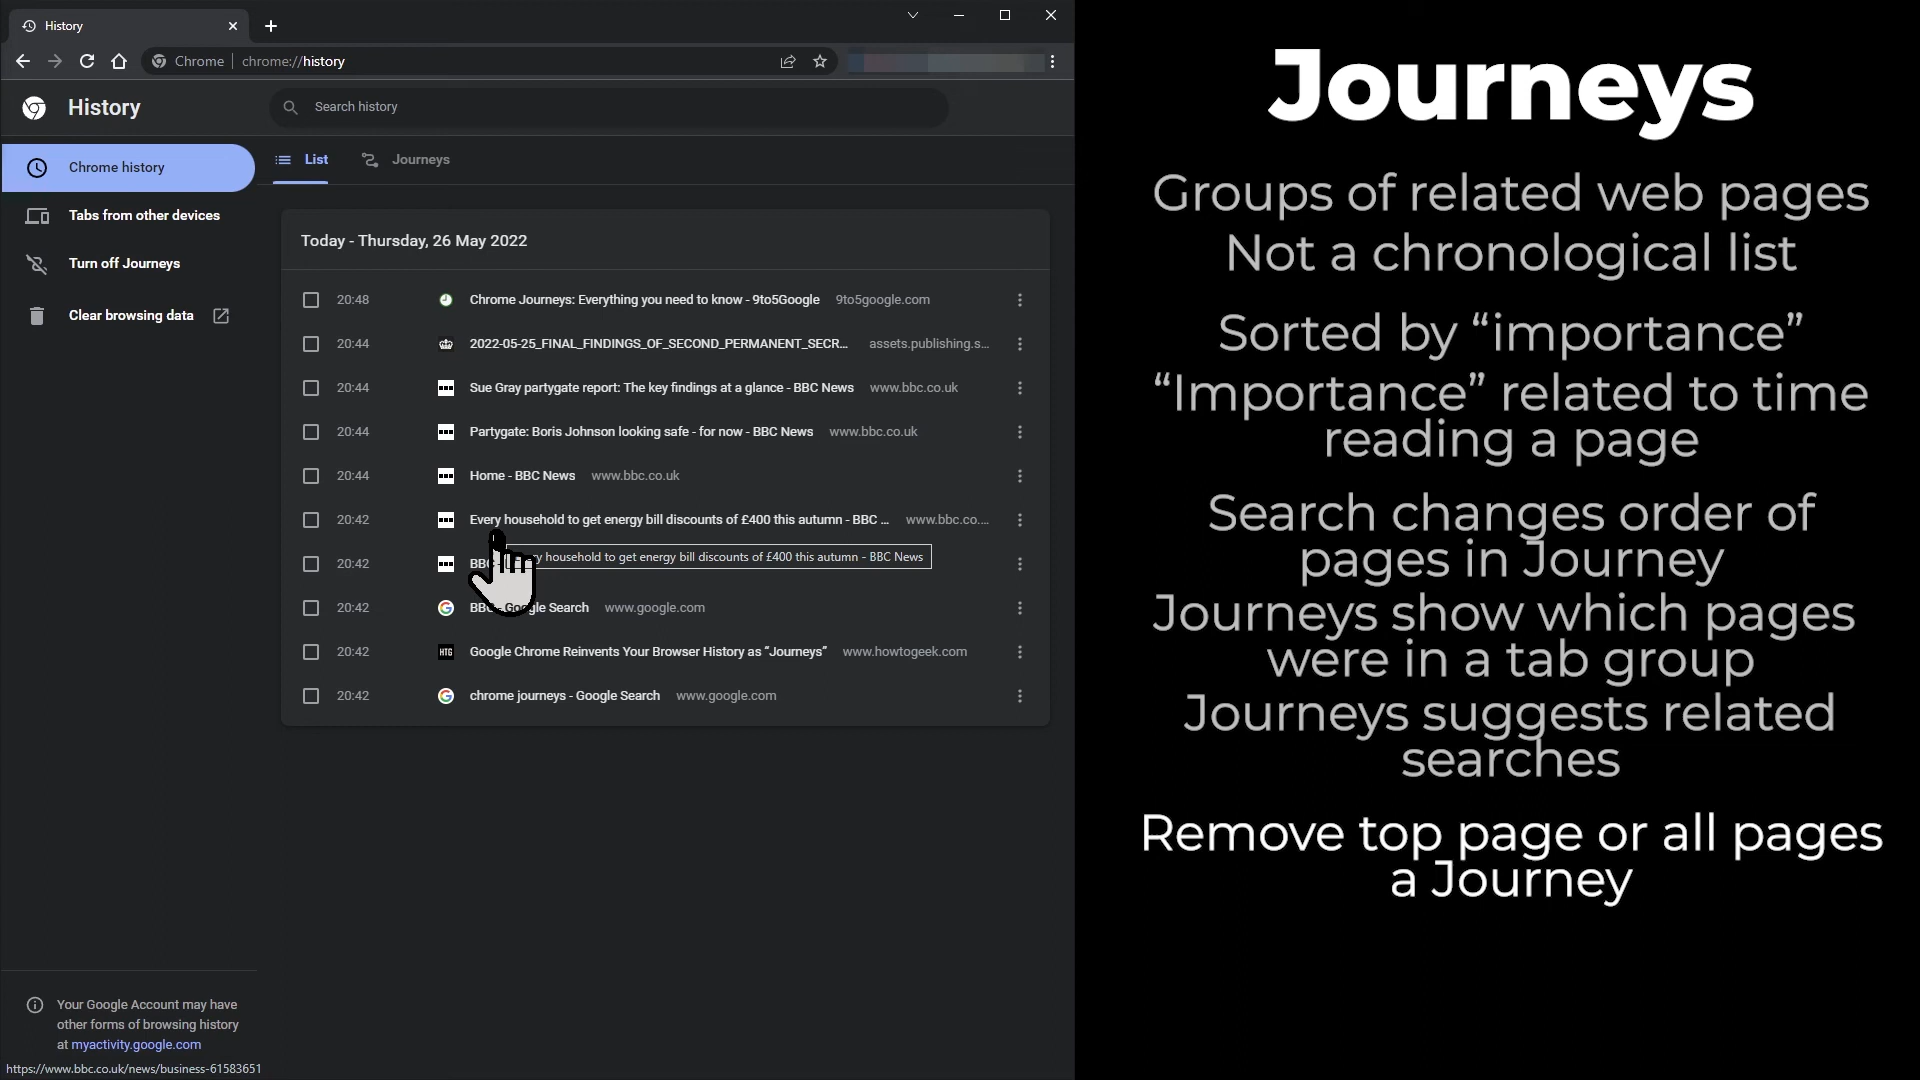 History
Chrome
chrome://history
History
Search history
Chrome history
Tabs from other devices
Turn off Journeys
Clear browsing data
List
Journeys
Today - Thursday, 26 May 2022
20:48 Chrome Journeys: Everything you need to know - 9to5Google 9to5google.com
20:44 2022-05-25_FINAL_FINDINGS_OF_SECOND_PERMANENT_SECR... assets.publishing.s...
20:44 Sue Gray partygate report: The key findings at a glance - BBC News www.bbc.co.uk
20:44 Partygate: Boris Johnson looking safe - for now - BBC News www.bbc.co.uk
20:44 Home - BBC News www.bbc.co.uk
20:42 Every household to get energy bill discounts of £400 this autumn - BBC ... www.bbc.co....
household to get energy bill discounts of £400 this autumn - BBC News
20:42
20:42 Google Search www.google.com
20:42 HTG Google Chrome Reinvents Your Browser History as “Journeys” www.howtogeek.com
20:42 chrome journeys - Google Search www.google.com
Your Google Account may have
other forms of browsing history
at myactivity.google.com
https://www.bbc.co.uk/news/business-61583651
Journeys
Groups of related web pages
Not a chronological list
Sorted by “importance”
“Importance” related to time
reading a page
Search changes order of
pages in Journey
Journeys show which pages
were in a tab group
Journeys suggests related
searches
Remove top page or all pages
a Journey